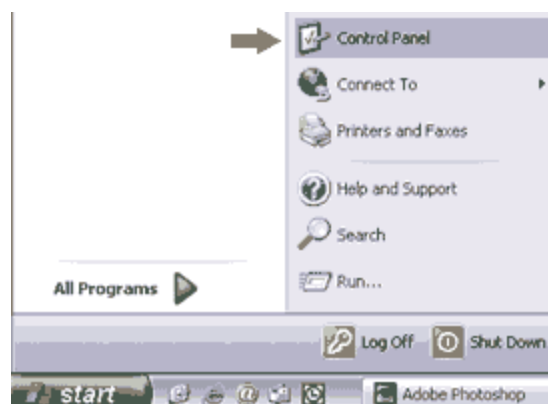 Control Panel
Connect To
Printers and Faxes
Help and Support
Search
All Programs
Run...
Log Off
Shut Down
start
Adobe Photoshop